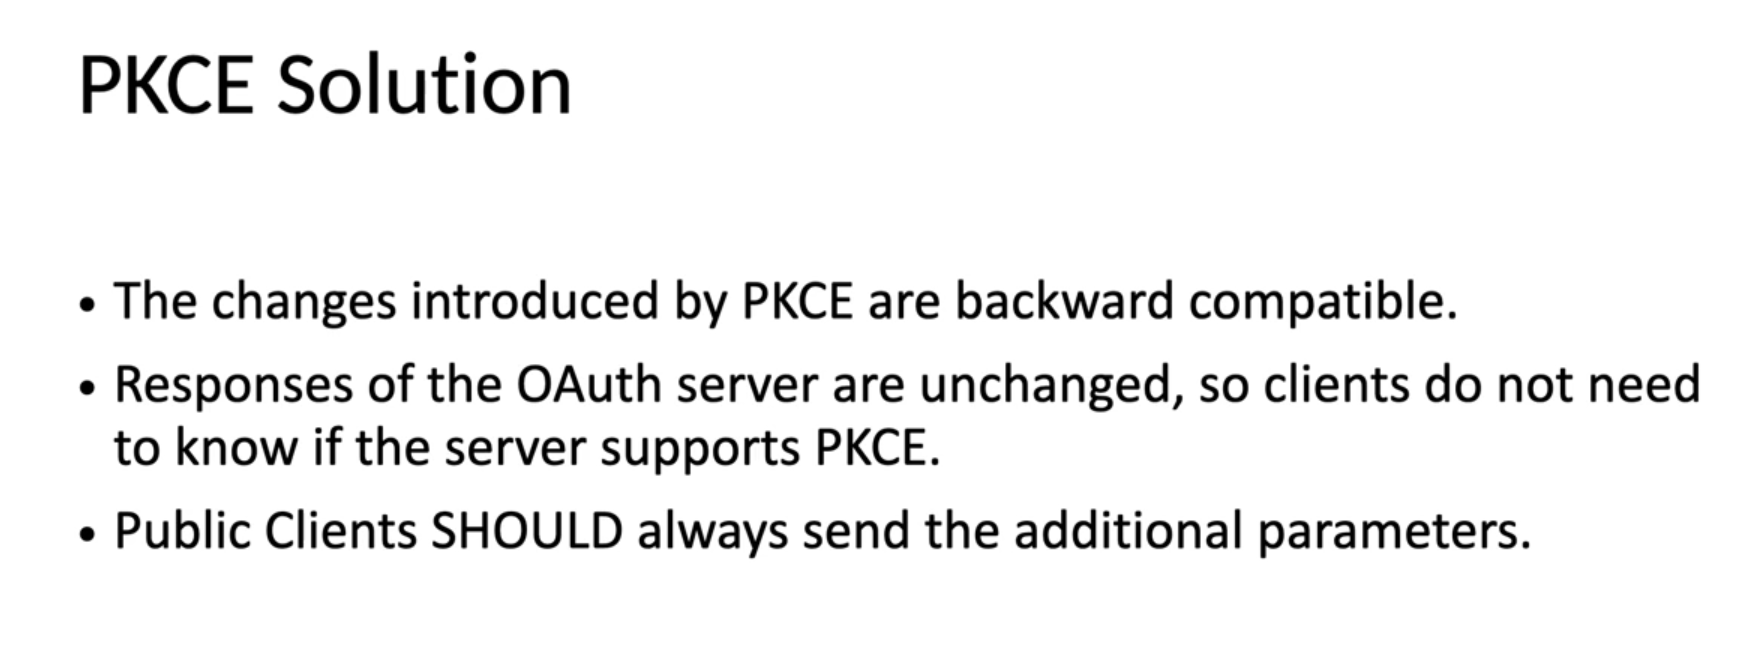 PKCE Solution
• The changes introduced by PKCE are backward compatible.
• Responses of the OAuth server are unchanged, so clients do not need
to know if the server supports PKCE.
• Public Clients SHOULD always send the additional parameters.